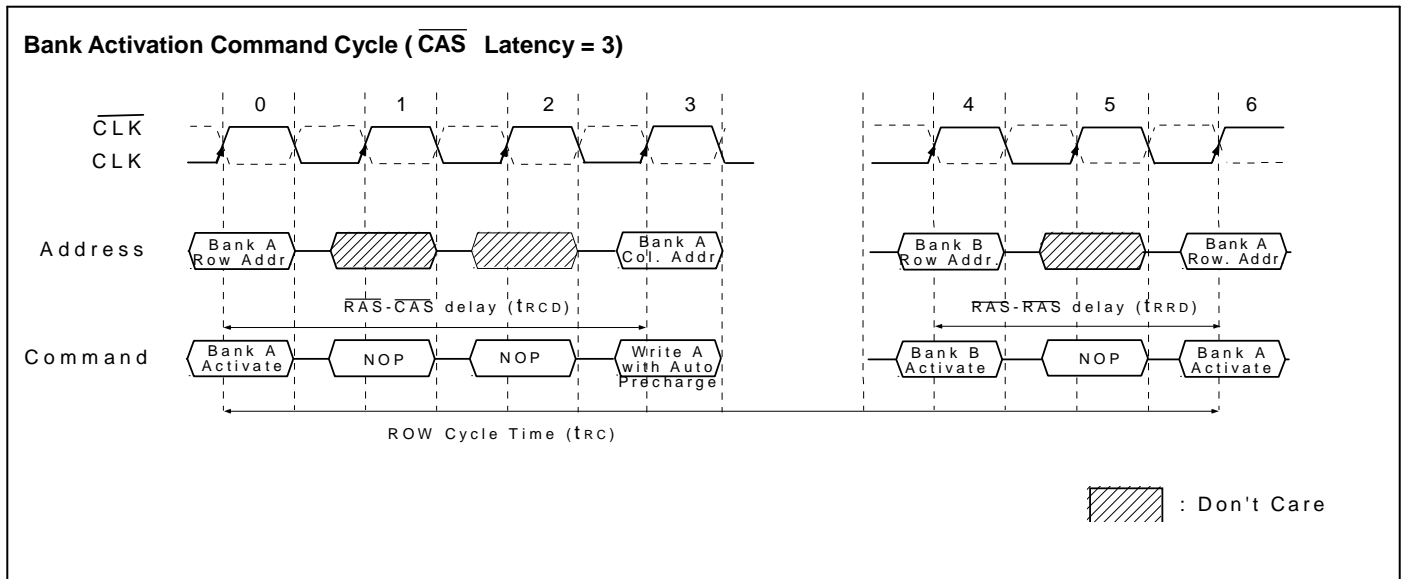 Bank Activation Command Cycle ( CAS Latency = 3)
0 1 2 3 4 5 6
CLK
CLK
Address
Bank A
Row Addr
Bank A
Col. Addr
Bank B
Row Addr.
Bank A
Row. Addr
RAS-CAS delay (tRCD)
RAS-RAS delay (tRRD)
Command
Bank A
Activate
NOP
NOP
Write A
with Auto
Precharge
Bank B
Activate
NOP
Bank A
Activate
ROW Cycle Time (tRC)
: Don't Care